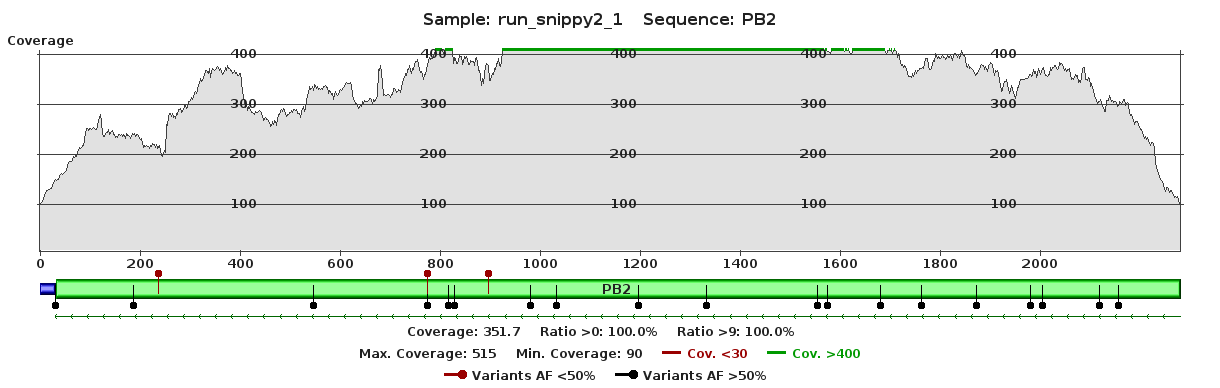 Sample: run_snippy2_1 Sequence: PB2
Coverage
400 400 400 400 400
300 300 300 300 300
200 200 200 200 200
100 100 100 100 100
0 200 400 600 800 1000 1200 1400 1600 1800 2000
PB2
Coverage: 351.7 Ratio >0: 100.0% Ratio >9: 100.0%
Max. Coverage: 515 Min. Coverage: 90 Cov. <30 Cov. >400
Variants AF <50% Variants AF >50%